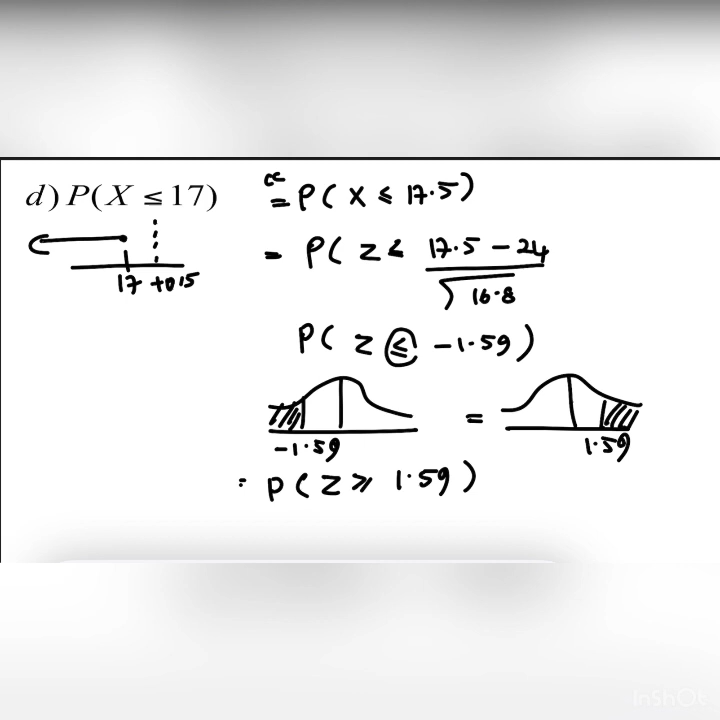 d) P(X ≤ 17) cc = P( X ≤ 17.5)
17 +0.5
= P( Z ≤ 17.5 - 24 / √16.8
P( Z ≤ -1.59)
-1.59 = 1.59
= P( Z ≥ 1.59)
InShOt